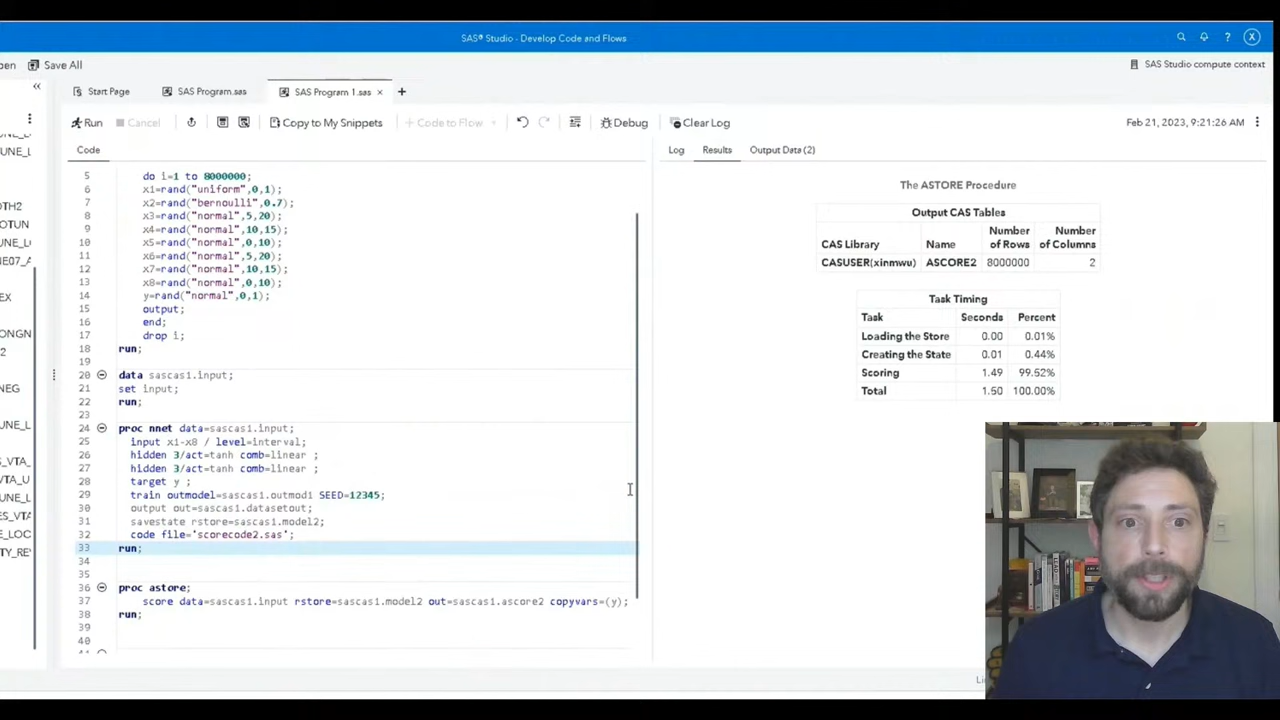 SAS® Studio - Develop Code and Flows
Save All
SAS Studio compute context
Start Page
SAS Program.sas
SAS Program 1.sas
Run
Cancel
Copy to My Snippets
Code to Flow
Debug
Clear Log
Feb 21, 2023, 9:21:26 AM
Code
5 do i=1 to 8000000;
6 x1=rand("uniform",0,1);
7 x2=rand("bernoulli",0.7);
8 x3=rand("normal",5,20);
9 x4=rand("normal",10,15);
10 x5=rand("normal",0,10);
11 x6=rand("normal",5,20);
12 x7=rand("normal",10,15);
13 x8=rand("normal",0,10);
14 y=rand("normal",0,1);
15 output;
16 end;
17 drop i;
18 run;
19
20 data sascas1.input;
21 set input;
22 run;
23
24 proc nnet data=sascas1.input;
25 input x1-x8 / level=interval;
26 hidden 3/act=tanh comb=linear ;
27 hidden 3/act=tanh comb=linear ;
28 target y ;
29 train outmodel=sascas1.outmod1 SEED=12345;
30 output out=sascas1.datasetout;
31 savestate rstore=sascas1.model2;
32 code file='scorecode2.sas';
33 run;
34
35
36 proc astore;
37 score data=sascas1.input rstore=sascas1.model2 out=sascas1.ascore2 copyvars=(y);
38 run;
39
40
Log
Results
Output Data (2)
The ASTORE Procedure
Output CAS Tables
CAS Library Name Number of Rows Number of Columns
CASUSER(xinmwu) ASCORE2 8000000 2
Task Timing
Task Seconds Percent
Loading the Store 0.00 0.01%
Creating the State 0.01 0.44%
Scoring 1.49 99.52%
Total 1.50 100.00%